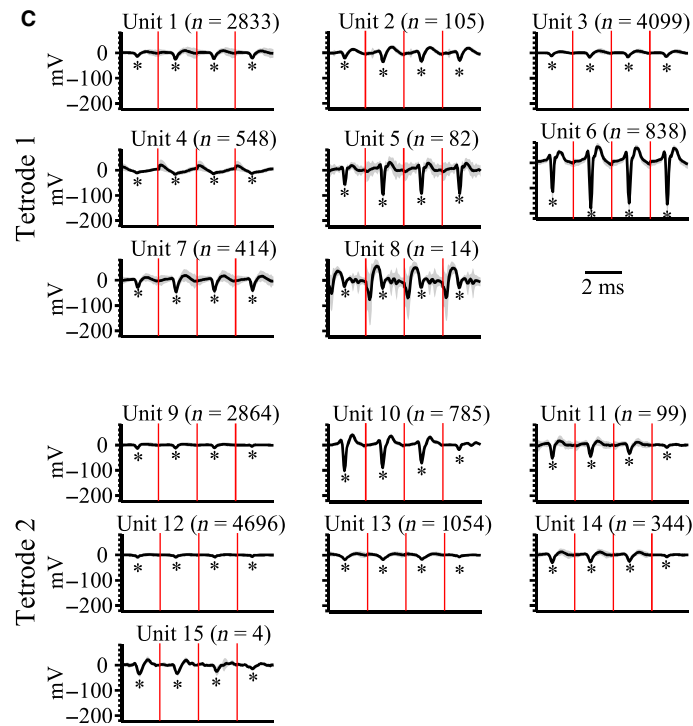 C
Unit 1 (n = 2833) Unit 2 (n = 105) Unit 3 (n = 4099)
mV
0
−100
−200
* * * * * * * * * * * *
Tetrode 1
Unit 4 (n = 548) Unit 5 (n = 82) Unit 6 (n = 838)
mV
0
−100
−200
* * * * * * * * * * * *
Unit 7 (n = 414) Unit 8 (n = 14)
mV
0
−100
−200
* * * * * * * *
2 ms
Unit 9 (n = 2864) Unit 10 (n = 785) Unit 11 (n = 99)
mV
0
−100
−200
* * * * * * * * * * * *
Tetrode 2
Unit 12 (n = 4696) Unit 13 (n = 1054) Unit 14 (n = 344)
mV
0
−100
−200
* * * * * * * * * * * *
Unit 15 (n = 4)
mV
0
−100
−200
* * * *